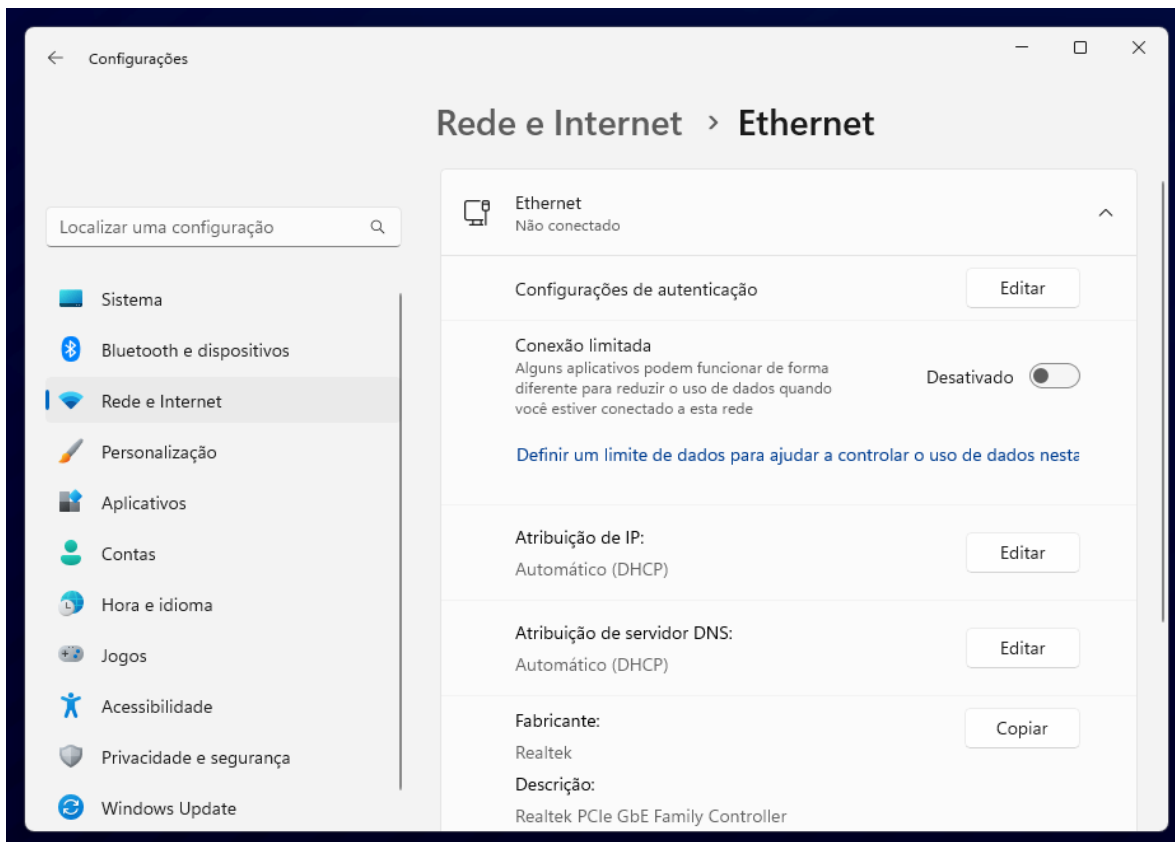 Configurações
Rede e Internet > Ethernet
Localizar uma configuração
Sistema
Bluetooth e dispositivos
Rede e Internet
Personalização
Aplicativos
Contas
Hora e idioma
Jogos
Acessibilidade
Privacidade e segurança
Windows Update
Ethernet
Não conectado
Configurações de autenticação
Editar
Conexão limitada
Alguns aplicativos podem funcionar de forma
diferente para reduzir o uso de dados quando
você estiver conectado a esta rede
Desativado
Definir um limite de dados para ajudar a controlar o uso de dados nesta
Atribuição de IP:
Automático (DHCP)
Editar
Atribuição de servidor DNS:
Automático (DHCP)
Editar
Fabricante:
Realtek
Copiar
Descrição:
Realtek PCIe GbE Family Controller